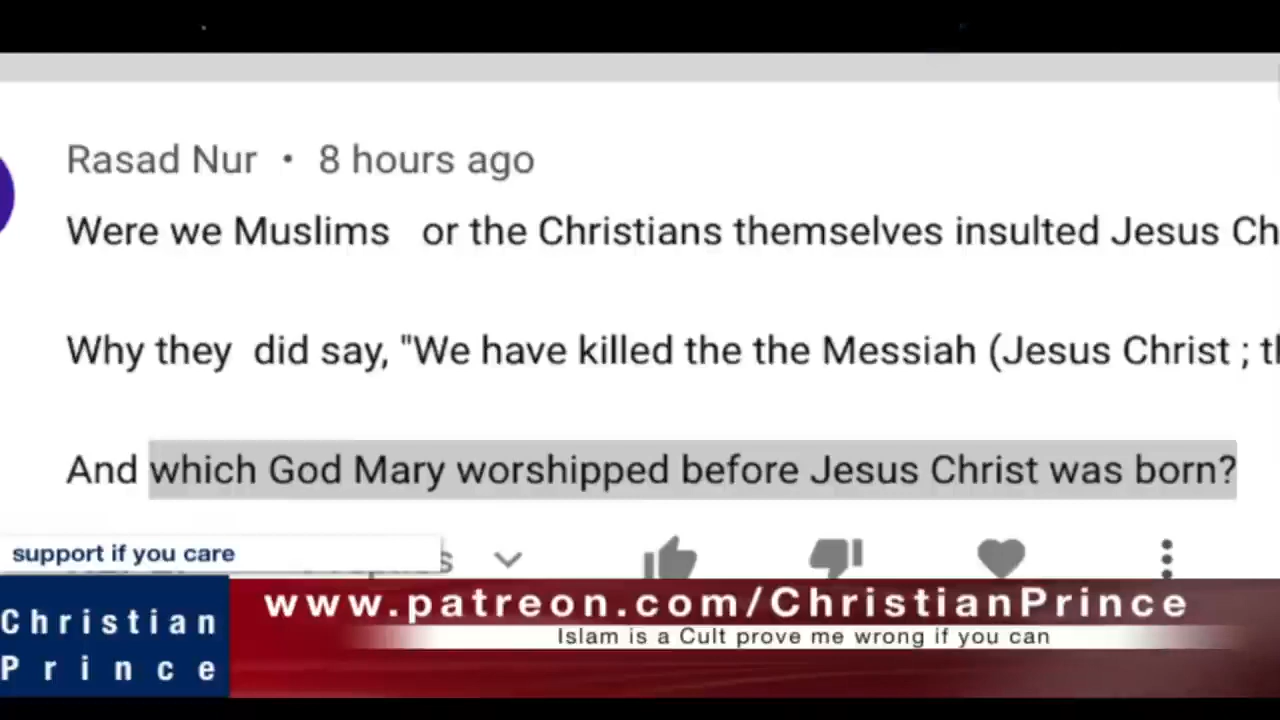 Rasad Nur • 8 hours ago
Were we Muslims or the Christians themselves insulted Jesus Ch
Why they did say, "We have killed the the Messiah (Jesus Christ ; t
And which God Mary worshipped before Jesus Christ was born?
support if you care
Christian
Prince
www.patreon.com/ChristianPrince
Islam is a Cult prove me wrong if you can